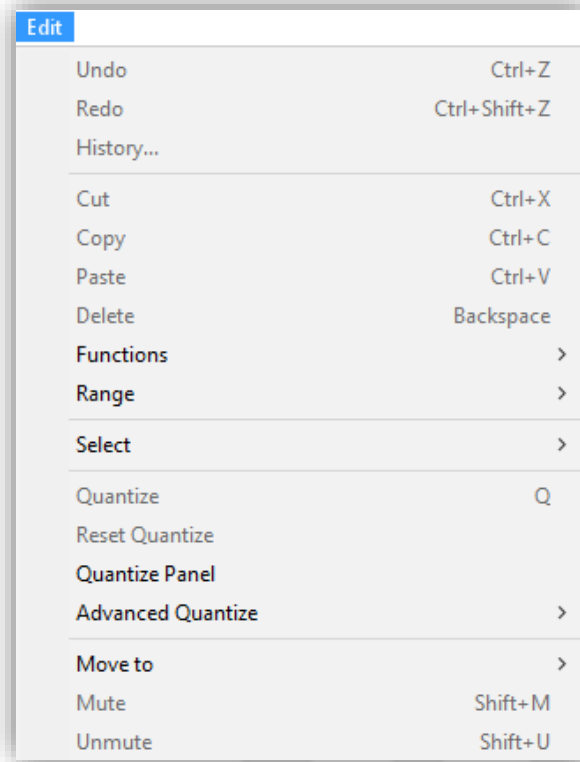 Edit
Undo Ctrl+Z
Redo Ctrl+Shift+Z
History...
Cut Ctrl+X
Copy Ctrl+C
Paste Ctrl+V
Delete Backspace
Functions >
Range >
Select >
Quantize Q
Reset Quantize
Quantize Panel
Advanced Quantize >
Move to >
Mute Shift+M
Unmute Shift+U